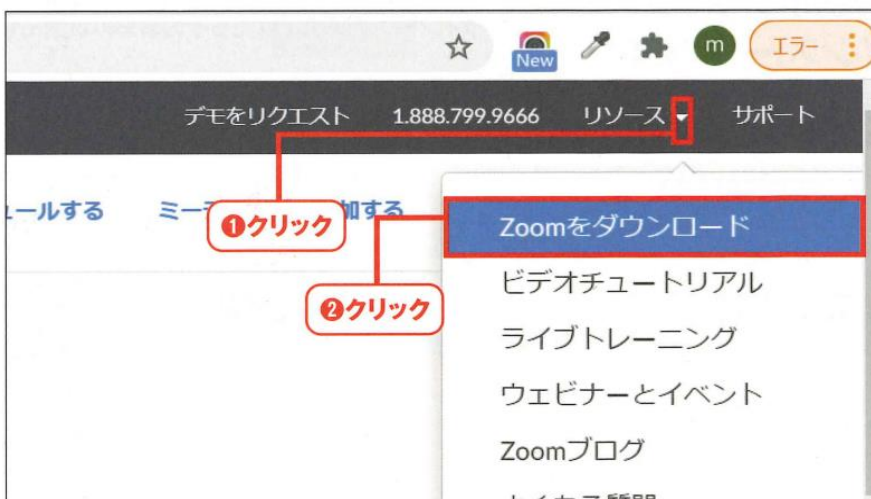 New
m
エラー
デモをリクエスト 1.888.799.9666 リソース サポート
ュールする ミーテ 加する
❶クリック
Zoomをダウンロード
❷クリック
ビデオチュートリアル
ライブトレーニング
ウェビナーとイベント
Zoomブログ